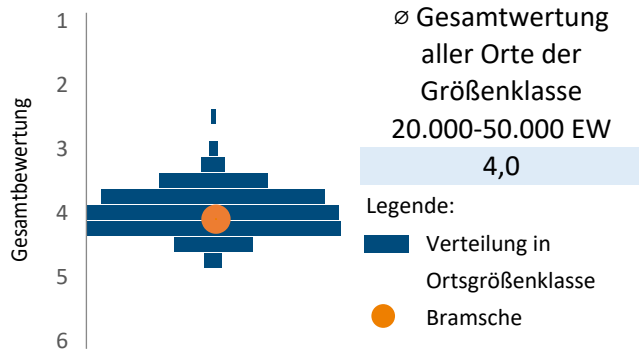 Gesamtbewertung
1
2
3
4
5
6
⌀ Gesamtwertung
aller Orte der
Größenklasse
20.000-50.000 EW
4,0
Legende:
Verteilung in
Ortsgrößenklasse
Bramsche